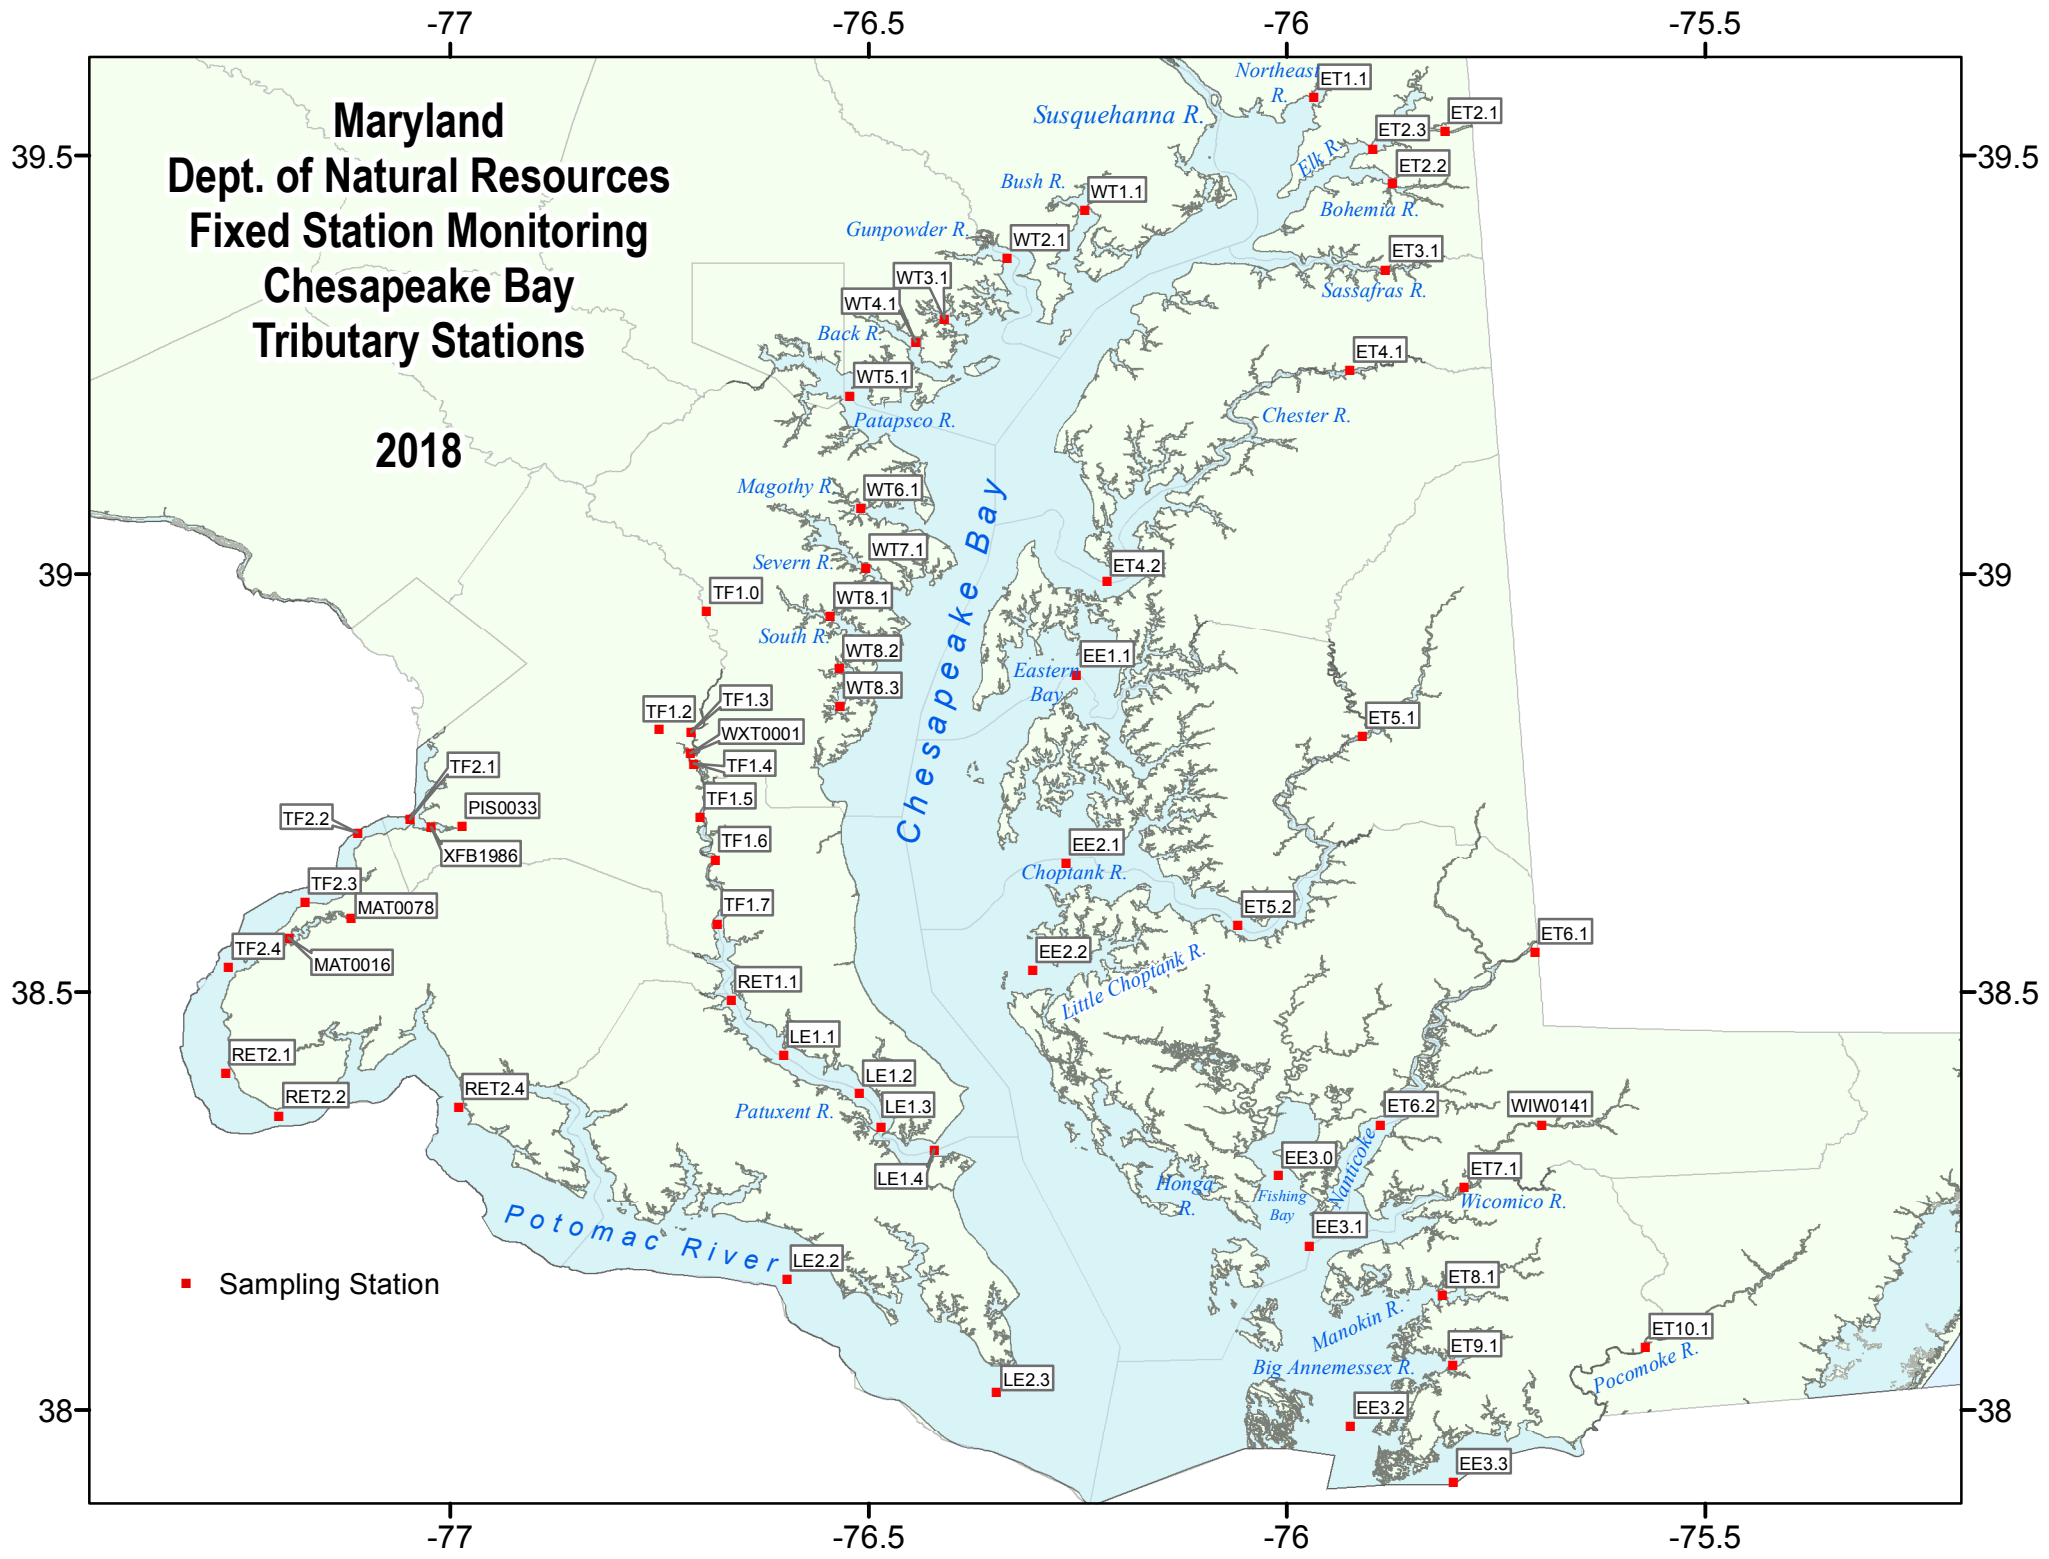 -77
-76.5
-76
-75.5
Maryland
Dept. of Natural Resources
Fixed Station Monitoring
Chesapeake Bay
Tributary Stations
2018
39.5
39
38.5
38
39.5
39
38.5
38
Northeast
R.
ET1.1
Susquehanna R.
ET2.1
ET2.3
Elk R.
ET2.2
Bush R.
WT1.1
Bohemia R.
Gunpowder R.
WT2.1
ET3.1
WT3.1
Sassafras R.
WT4.1
Back R.
ET4.1
WT5.1
Patapsco R.
Chester R.
Magothy R.
WT6.1
Chesapeake Bay
WT7.1
Severn R.
ET4.2
TF1.0
WT8.1
South R.
WT8.2
EE1.1
Eastern
Bay
WT8.3
TF1.3
TF1.2
WXT0001
ET5.1
TF2.1
TF1.4
TF1.5
PIS0033
TF2.2
TF1.6
XFB1986
EE2.1
Choptank R.
TF2.3
MAT0078
TF1.7
ET5.2
TF2.4
MAT0016
EE2.2
ET6.1
Little Choptank R.
RET1.1
LE1.1
RET2.1
LE1.2
RET2.2
RET2.4
LE1.3
Patuxent R.
ET6.2
WIW0141
LE1.4
EE3.0
Nanticoke
ET7.1
Honga
R.
Fishing
Bay
Wicomico R.
EE3.1
Potomac River
LE2.2
Sampling Station
ET8.1
Manokin R.
ET10.1
ET9.1
Pocomoke R.
Big Annemessex R.
LE2.3
EE3.2
EE3.3
-77
-76.5
-76
-75.5